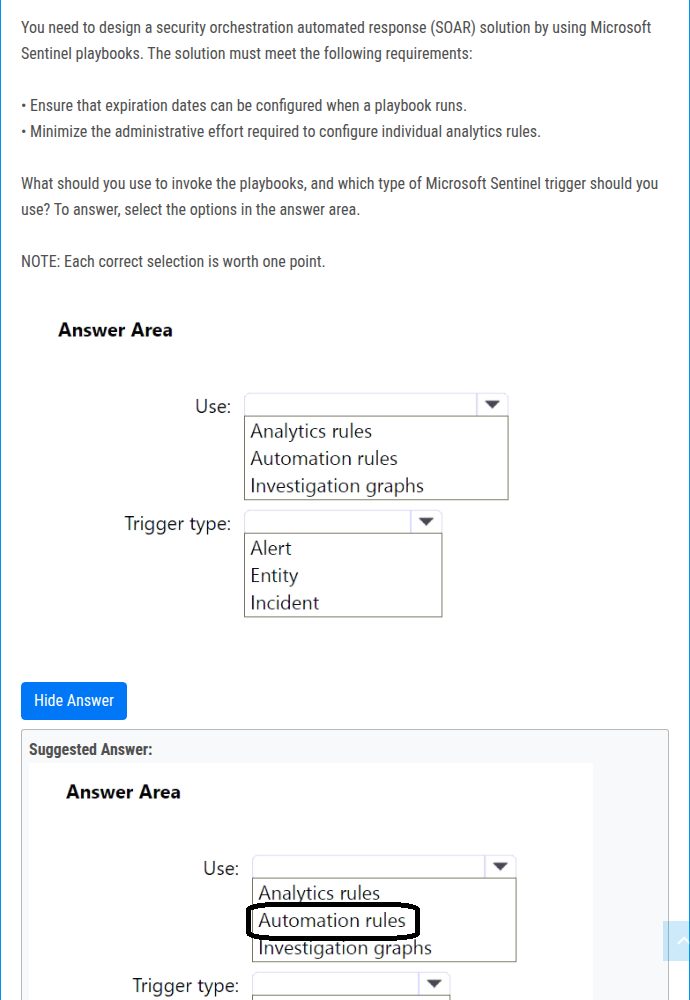 You need to design a security orchestration automated response (SOAR) solution by using Microsoft
Sentinel playbooks. The solution must meet the following requirements:
• Ensure that expiration dates can be configured when a playbook runs.
• Minimize the administrative effort required to configure individual analytics rules.
What should you use to invoke the playbooks, and which type of Microsoft Sentinel trigger should you
use? To answer, select the options in the answer area.
NOTE: Each correct selection is worth one point.
Answer Area
Use:
Analytics rules
Automation rules
Investigation graphs
Trigger type:
Alert
Entity
Incident
Hide Answer
Suggested Answer:
Answer Area
Use:
Analytics rules
Automation rules
Investigation graphs
Trigger type: